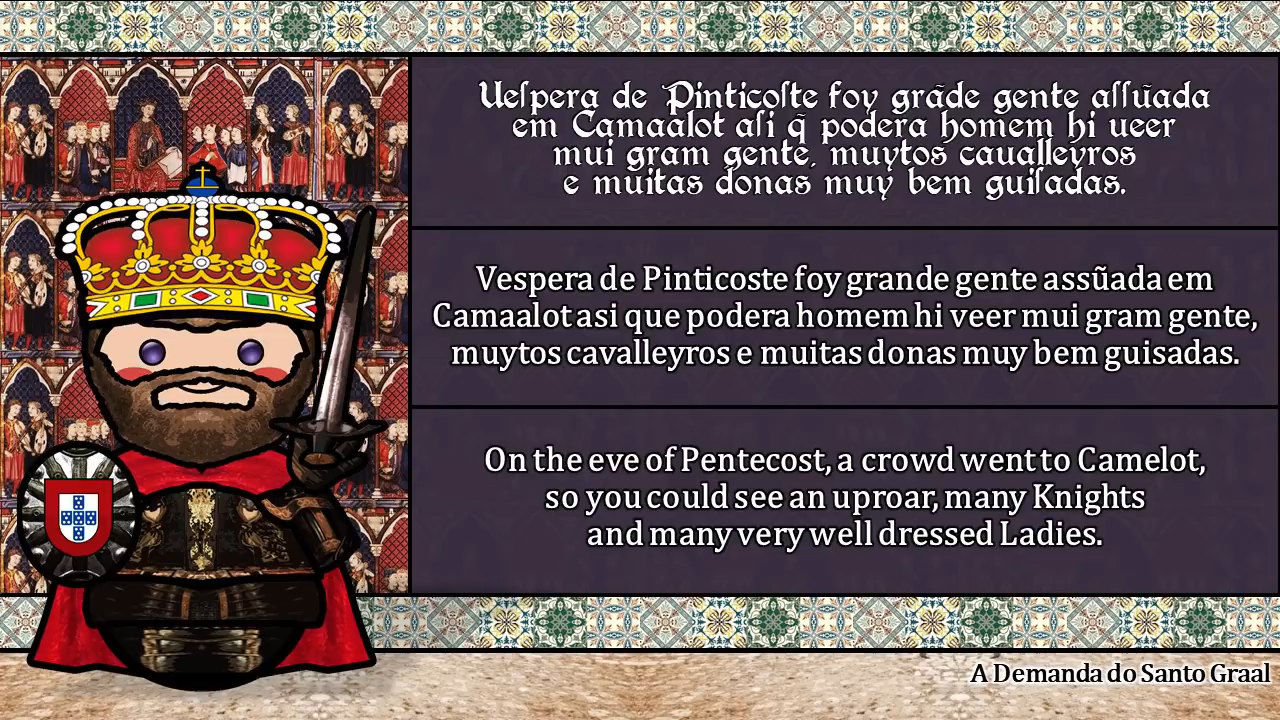 Ueſpera de Pinticoſte foy grãde gente aſſũada
em Camaalot aſi q̃ podera homem hi ueer
mui gram gente, muytos caualleyros
e muitas donas muy bem guiſadas.
Vespera de Pinticoste foy grande gente assũada em
Camaalot asi que podera homem hi veer mui gram gente,
muytos cavalleyros e muitas donas muy bem guisadas.
On the eve of Pentecost, a crowd went to Camelot,
so you could see an uproar, many Knights
and many very well dressed Ladies.
A Demanda do Santo Graal